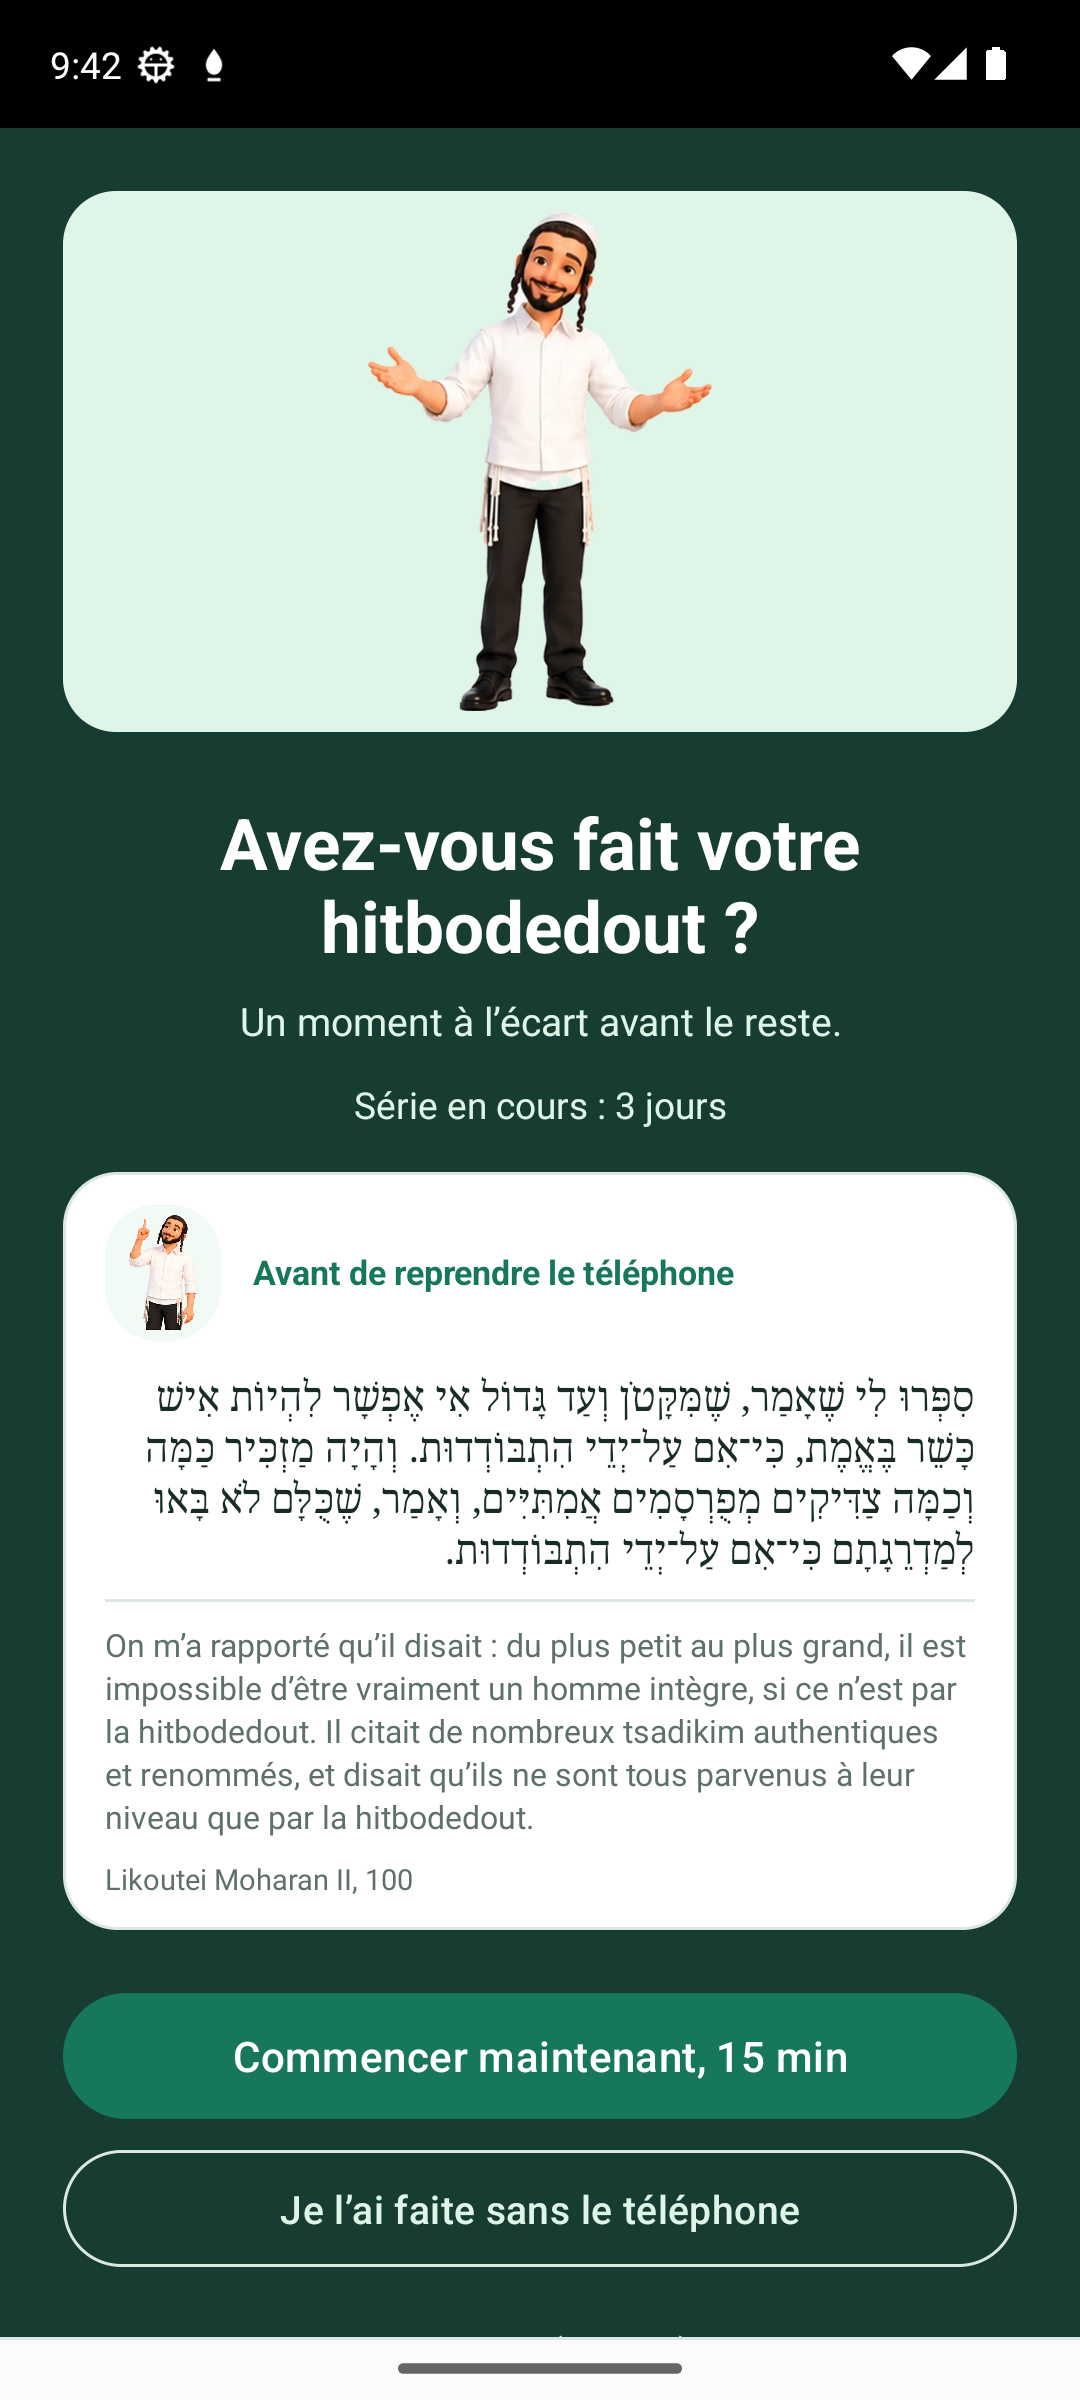 9:42
Avez-vous fait votre
hitbodedout ?
Un moment à l’écart avant le reste.
Série en cours : 3 jours
Avant de reprendre le téléphone
סִפְּרוּ לִי שֶׁאָמַר, שֶׁמִּקָּטֹן וְעַד גָּדוֹל אִי אֶפְשָׁר לִהְיוֹת אִישׁ
כָּשֵׁר בֶּאֱמֶת, כִּי־אִם עַל־יְדֵי הִתְבּוֹדְדוּת. וְהָיָה מַזְכִּיר כַּמָּה
וְכַמָּה צַדִּיקִים מְפֻרְסָמִים אֲמִתִּיִּים, וְאָמַר, שֶׁכֻּלָּם לֹא בָּאוּ
לְמַדְרֵגָתָם כִּי־אִם עַל־יְדֵי הִתְבּוֹדְדוּת.
On m’a rapporté qu’il disait : du plus petit au plus grand, il est
impossible d’être vraiment un homme intègre, si ce n’est par
la hitbodedout. Il citait de nombreux tsadikim authentiques
et renommés, et disait qu’ils ne sont tous parvenus à leur
niveau que par la hitbodedout.
Likoutei Moharan II, 100
Commencer maintenant, 15 min
Je l’ai faite sans le téléphone